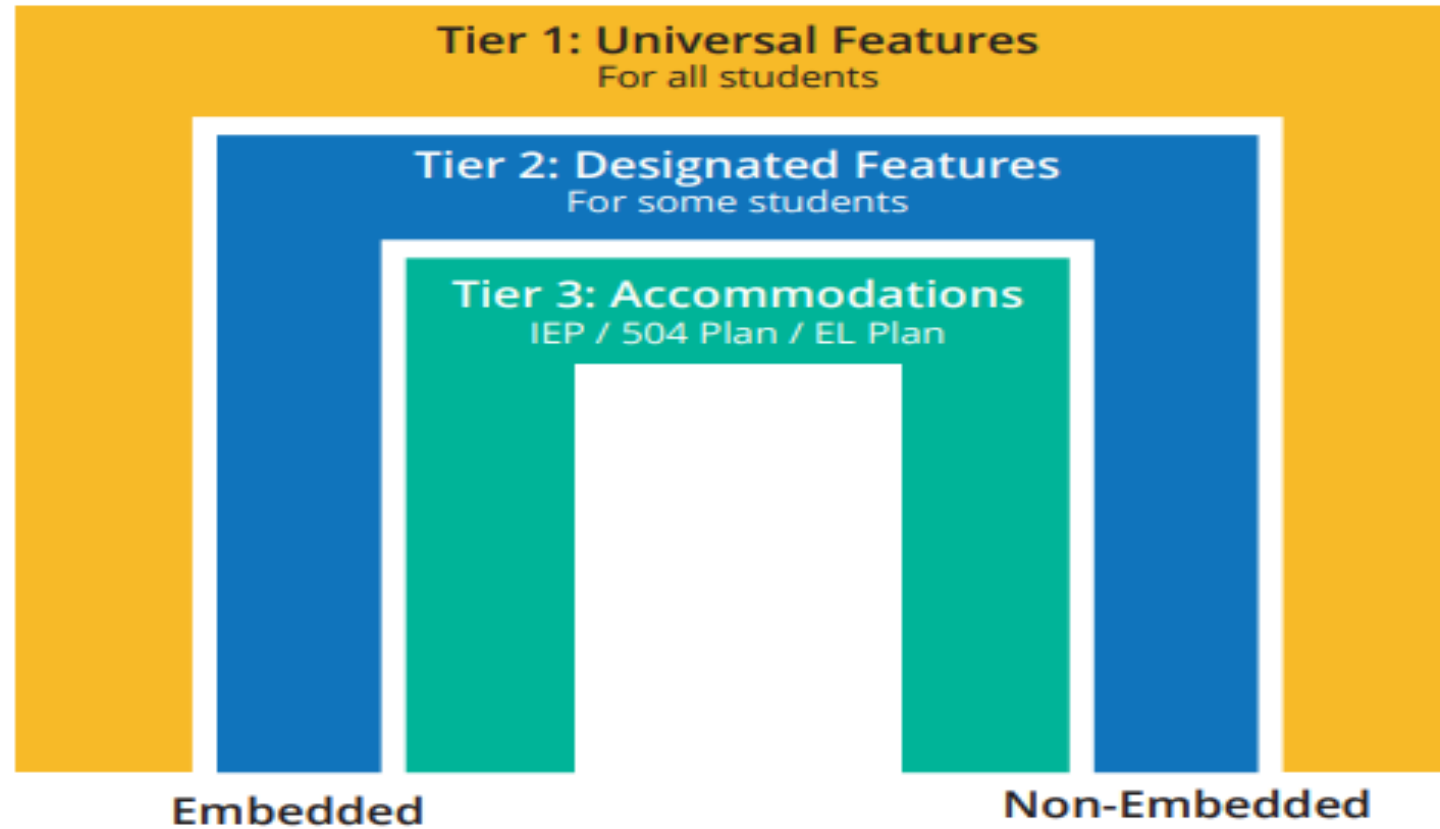 Tier 1: Universal Features
For all students
Tier 2: Designated Features
For some students
Tier 3: Accommodations
IEP / 504 Plan / EL Plan
Embedded
Non-Embedded